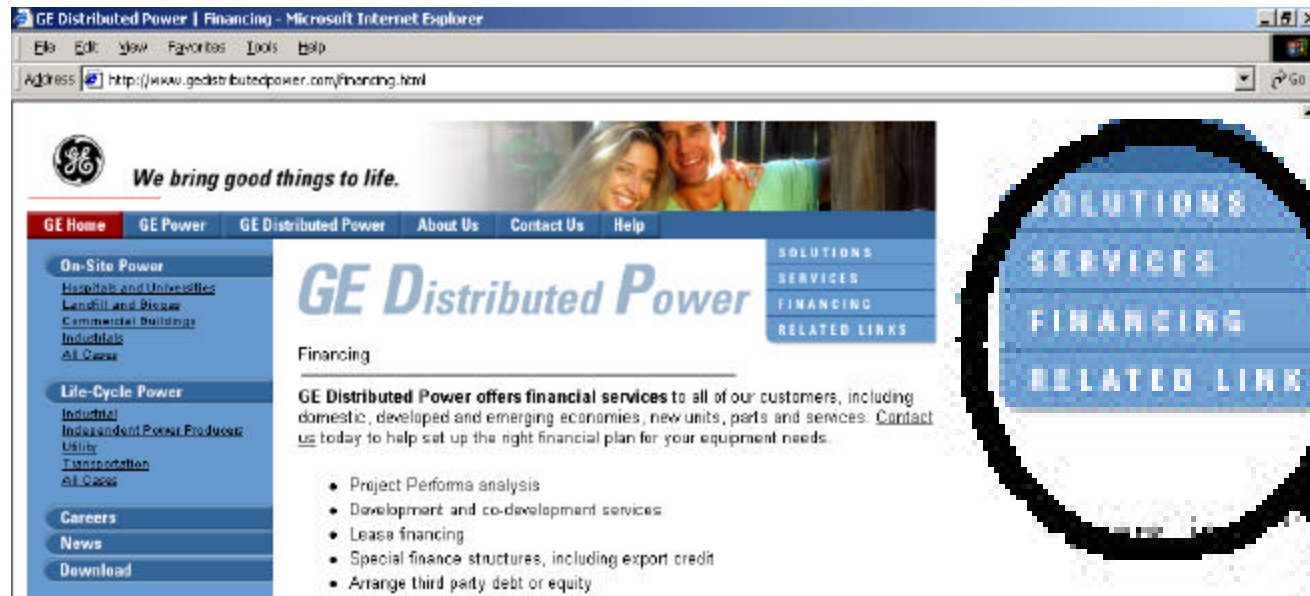 GE Distributed Power | Financing - Microsoft Internet Explorer
File Edit View Favorites Tools Help
Address http://www.gedistributedpower.com/financing.html Go
GE We bring good things to life.
GE Home GE Power GE Distributed Power About Us Contact Us Help
On-Site Power
Hospitals and Universities
Landfill and Biogas
Commercial Buildings
Industrials
All Cases
Life-Cycle Power
Industrial
Independent Power Producers
Utility
Transportation
All Cases
Careers
News
Download
GE Distributed Power
SOLUTIONS
SERVICES
FINANCING
RELATED LINKS
Financing
GE Distributed Power offers financial services to all of our customers, including
domestic, developed and emerging economies, new units, parts and services. Contact
us today to help set up the right financial plan for your equipment needs.
• Project Performa analysis
• Development and co-development services
• Lease financing
• Special finance structures, including export credit
• Arrange third party debt or equity
SOLUTIONS
SERVICES
FINANCING
RELATED LINK